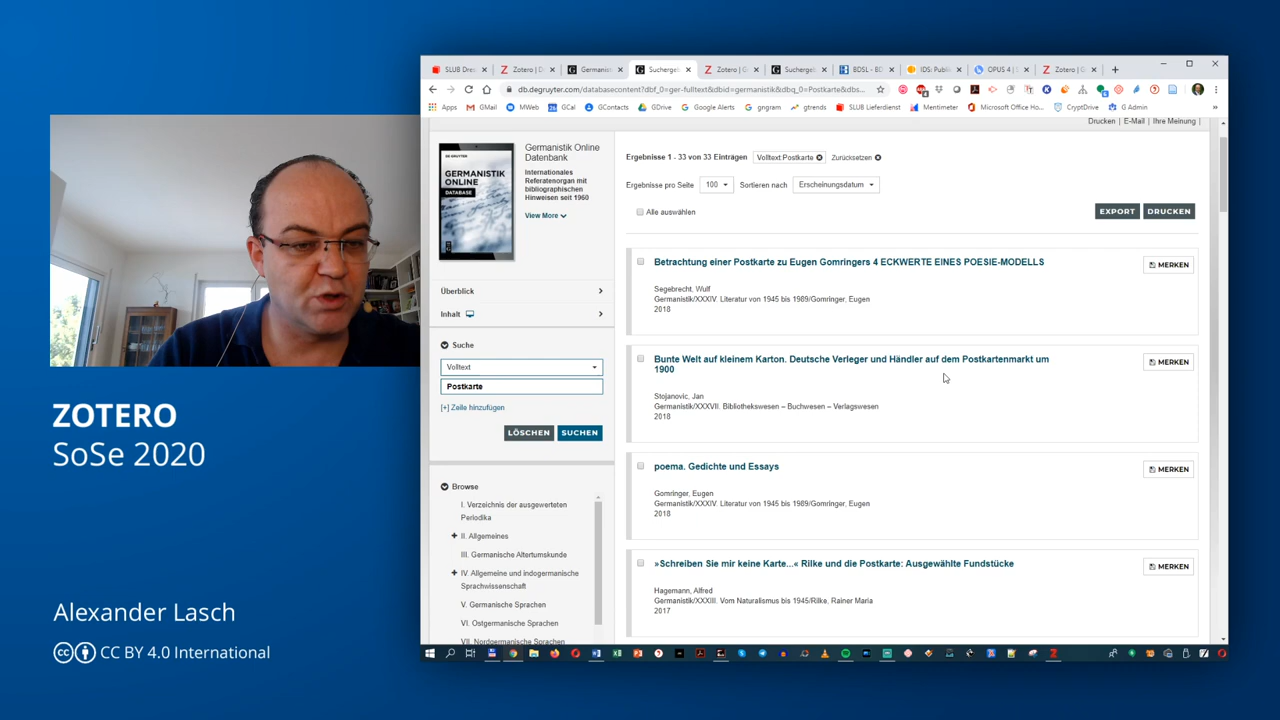 SLUB Dres
Zotero | D
Germanisti
Sucherge
Zotero | G
Sucherge
BDSL - BD
IDS: Public
OPUS 4 |
Zotero | G
db.degruyter.com/databasecontent?dbf_0=ger-fulltext&dbid=germanistik&dbq_0=Postkarte&dbs...
Apps
GMail
MWeb
GCal
GContacts
GDrive
Google Alerts
gngram
gtrends
SLUB Lieferdienst
Mentimeter
Microsoft Office Ho...
CryptDrive
G Admin
Drucken | E-Mail | Ihre Meinung |
DE GRUYTER
GERMANISTIK
ONLINE
DATABASE
Germanistik Online
Datenbank
Internationales
Referatenorgan mit
bibliographischen
Hinweisen seit 1960
View More
Überblick
Inhalt
Suche
Volltext
Postkarte
[+] Zeile hinzufügen
LÖSCHEN
SUCHEN
Browse
I. Verzeichnis der ausgewerteten
Periodika
II. Allgemeines
III. Germanische Altertumskunde
IV. Allgemeine und indogermanische
Sprachwissenschaft
V. Germanische Sprachen
VI. Ostgermanische Sprachen
VII. Nordgermanische Sprachen
Ergebnisse 1 - 33 von 33 Einträgen
Volltext Postkarte
Zurücksetzen
Ergebnisse pro Seite
100
Sortieren nach
Erscheinungsdatum
Alle auswählen
EXPORT
DRUCKEN
Betrachtung einer Postkarte zu Eugen Gomringers 4 ECKWERTE EINES POESIE-MODELLS
MERKEN
Segebrecht, Wulf
Germanistik/XXXIV. Literatur von 1945 bis 1989/Gomringer, Eugen
2018
Bunte Welt auf kleinem Karton. Deutsche Verleger und Händler auf dem Postkartenmarkt um
1900
MERKEN
Stojanovic, Jan
Germanistik/XXXVII. Bibliothekswesen – Buchwesen – Verlagswesen
2018
poema. Gedichte und Essays
MERKEN
Gomringer, Eugen
Germanistik/XXXIV. Literatur von 1945 bis 1989/Gomringer, Eugen
2018
»Schreiben Sie mir keine Karte...« Rilke und die Postkarte: Ausgewählte Fundstücke
MERKEN
Hagemann, Alfred
Germanistik/XXXIII. Vom Naturalismus bis 1945/Rilke, Rainer Maria
2017
ZOTERO
SoSe 2020
Alexander Lasch
CC BY 4.0 International